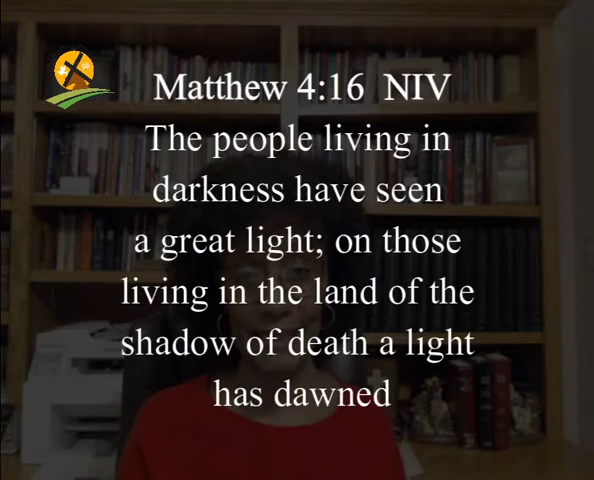 Matthew 4:16 NIV
The people living in
darkness have seen
a great light; on those
living in the land of the
shadow of death a light
has dawned